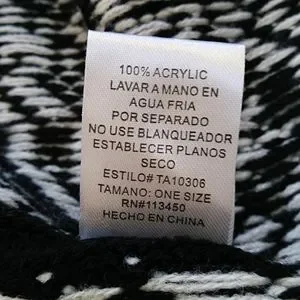 100% ACRYLIC
LAVAR A MANO EN
AGUA FRIA
POR SEPARADO
NO USE BLANQUEADOR
ESTABLECER PLANOS
SECO
ESTILO# TA10306
TAMANO: ONE SIZE
RN#113450
HECHO EN CHINA